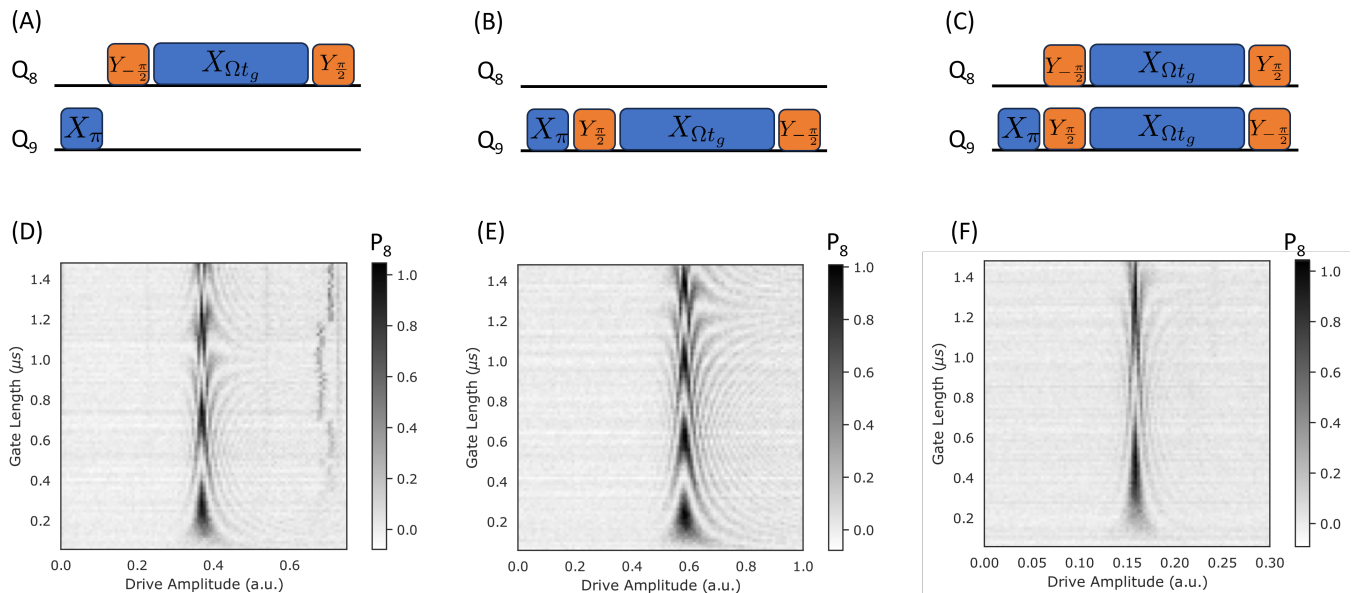 (A)
(B)
(C)
Q8
Y-π/2
XΩtg
Yπ/2
Q9
Xπ
Q8
Q9
Xπ
Yπ/2
XΩtg
Y-π/2
Q8
Y-π/2
XΩtg
Yπ/2
Q9
Xπ
Yπ/2
XΩtg
Y-π/2
(D)
P8
Gate Length (μs)
1.4
1.2
1.0
0.8
0.6
0.4
0.2
0.0
0.2
0.4
0.6
Drive Amplitude (a.u.)
1.0
0.8
0.6
0.4
0.2
0.0
(E)
P8
Gate Length (μs)
1.4
1.2
1.0
0.8
0.6
0.4
0.2
0.0
0.2
0.4
0.6
0.8
1.0
Drive Amplitude (a.u.)
1.0
0.8
0.6
0.4
0.2
0.0
(F)
P8
Gate Length (μs)
1.4
1.2
1.0
0.8
0.6
0.4
0.2
0.00
0.05
0.10
0.15
0.20
0.25
0.30
Drive Amplitude (a.u.)
1.0
0.8
0.6
0.4
0.2
0.0